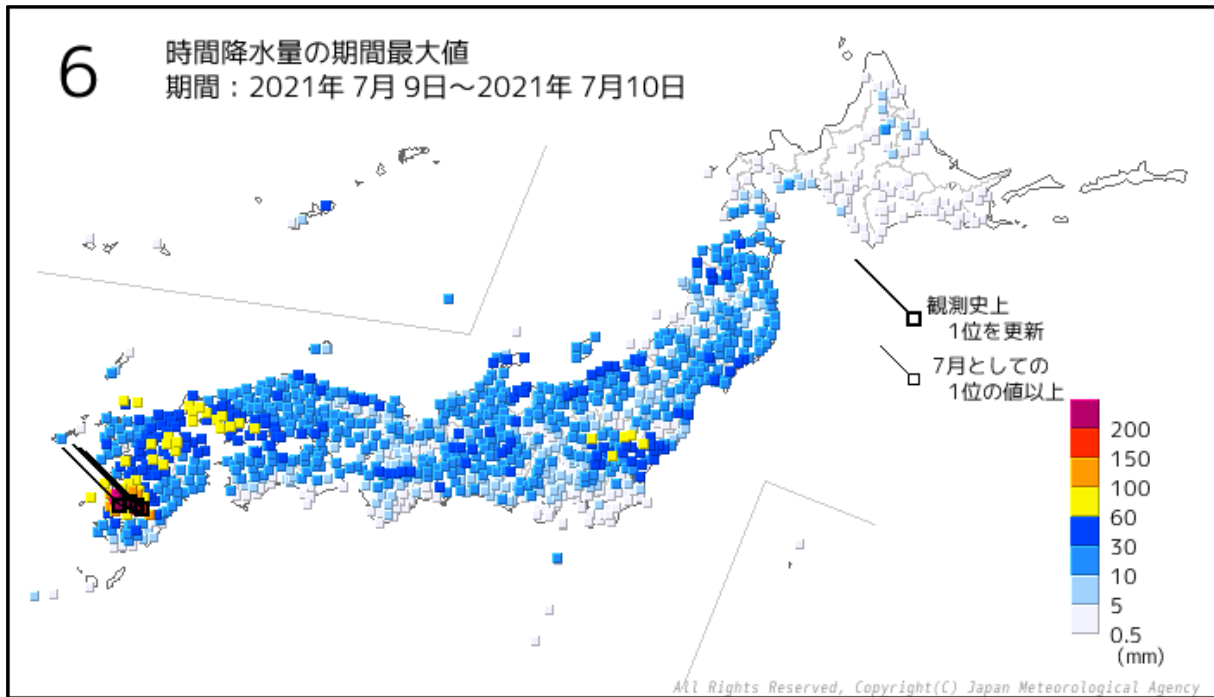 6
時間降水量の期間最大値
期間：2021年 7月 9日～2021年 7月10日
観測史上
1位を更新
7月としての
1位の値以上
200
150
100
60
30
10
5
0.5
(mm)
All Rights Reserved, Copyright(C) Japan Meteorological Agency